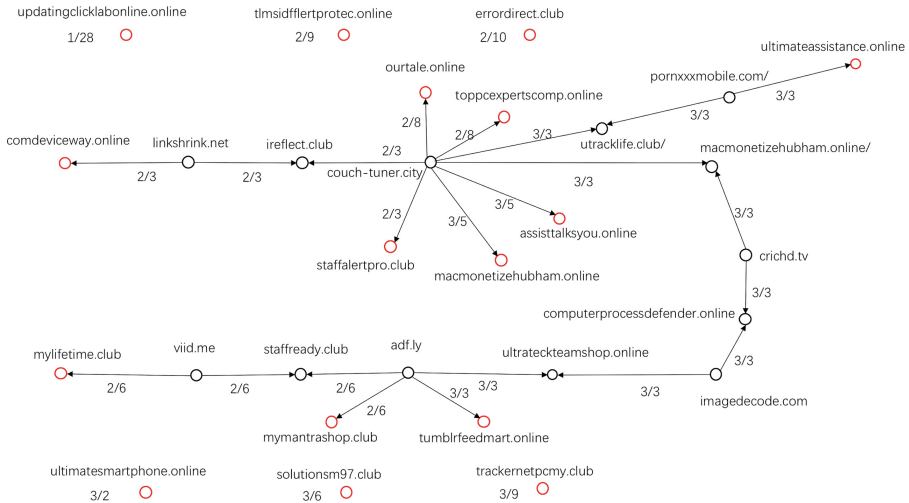 updatingclicklabonline.online
1/28
tlmsidfflertprotec.online
2/9
errordirect.club
2/10
ultimateassistance.online
ourtale.online
pornxxxmobile.com/
3/3
3/3
toppcexpertscomp.online
2/8
2/8
3/3
utracklife.club/
comdeviceway.online
linkshrink.net
ireflect.club
2/3
couch-tuner.city
macmonetizehubham.online/
2/3
2/3
3/3
2/3
3/5
3/5
3/3
assisttalksyou.online
staffalertpro.club
macmonetizehubham.online
crichd.tv
3/3
computerprocessdefender.online
mylifetime.club
viid.me
staffready.club
adf.ly
ultrateckteamshop.online
3/3
2/6
2/6
2/6
3/3
3/3
3/3
2/6
imagedecode.com
mymantrashop.club
tumblrfeedmart.online
ultimatesmartphone.online
3/2
solutionsm97.club
3/6
trackernetpcmy.club
3/9